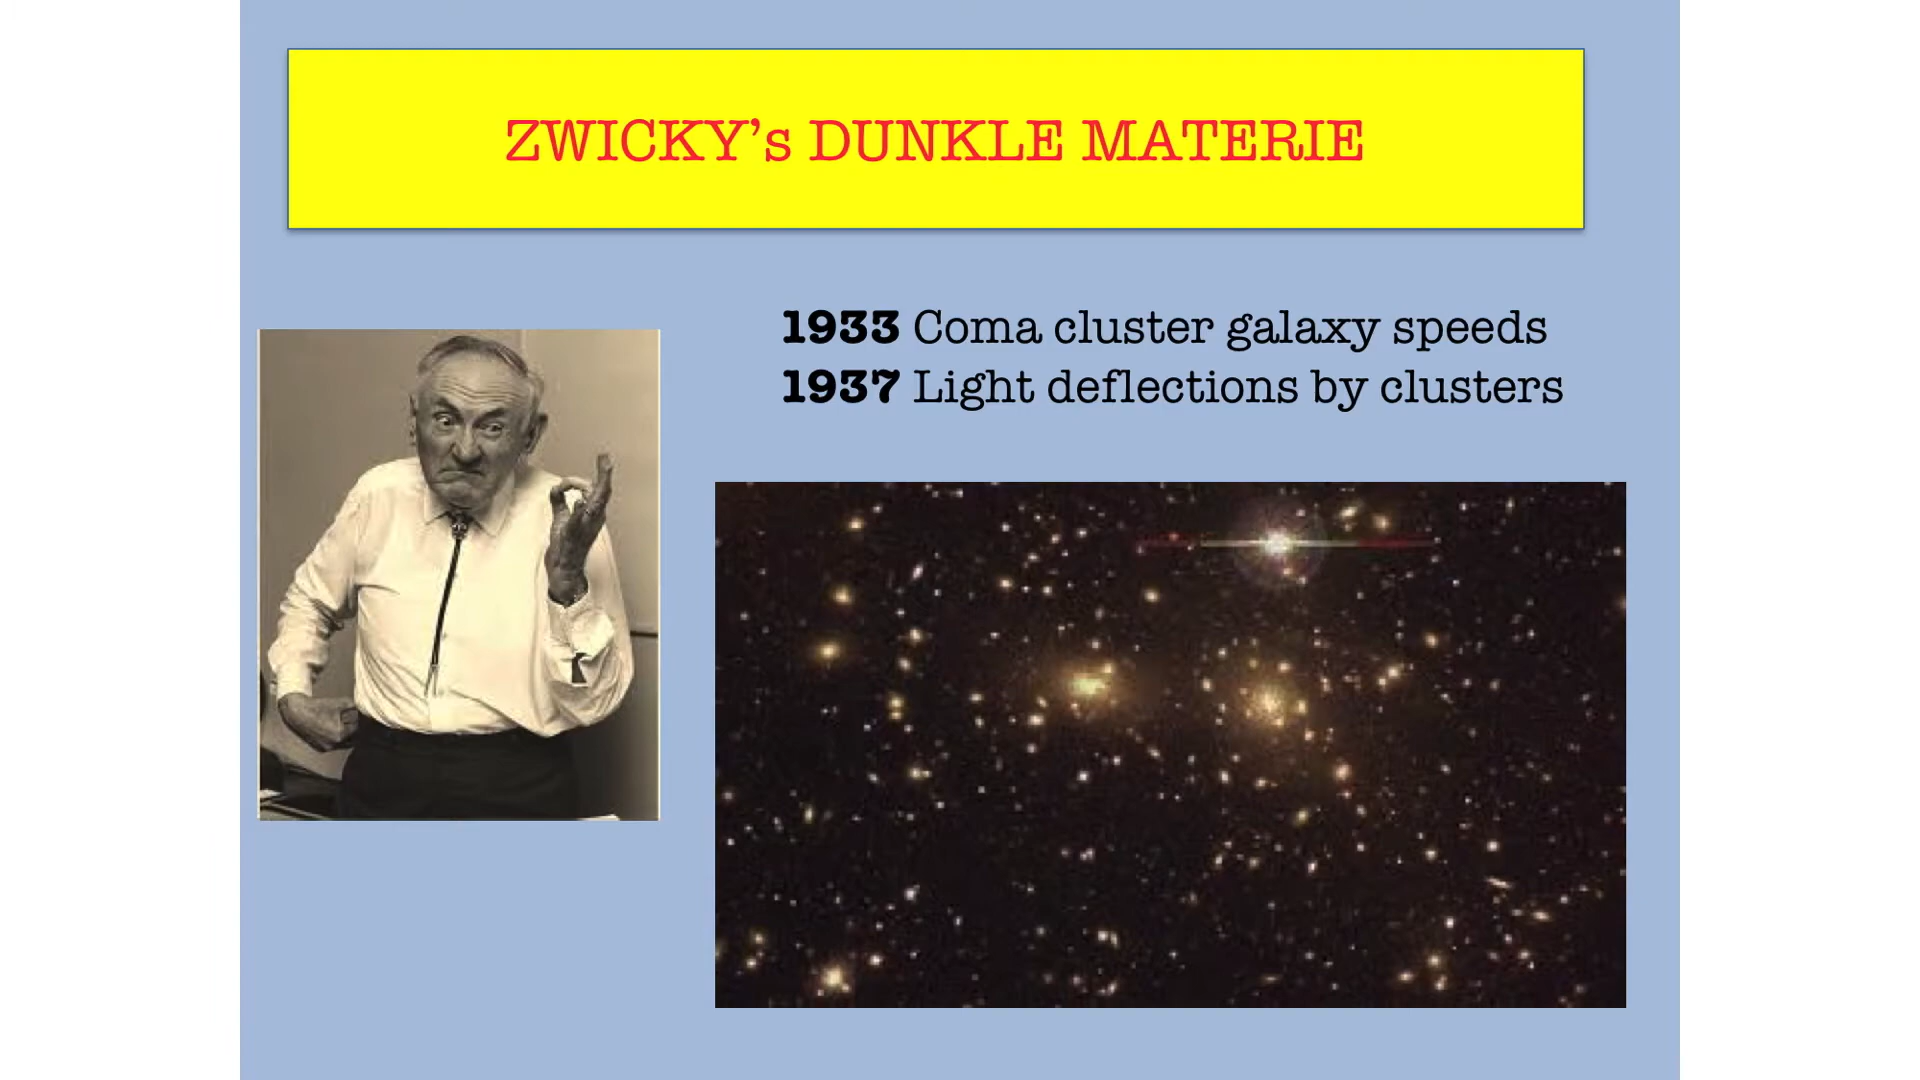 ZWICKY’s DUNKLE MATERIE
1933 Coma cluster galaxy speeds
1937 Light deflections by clusters